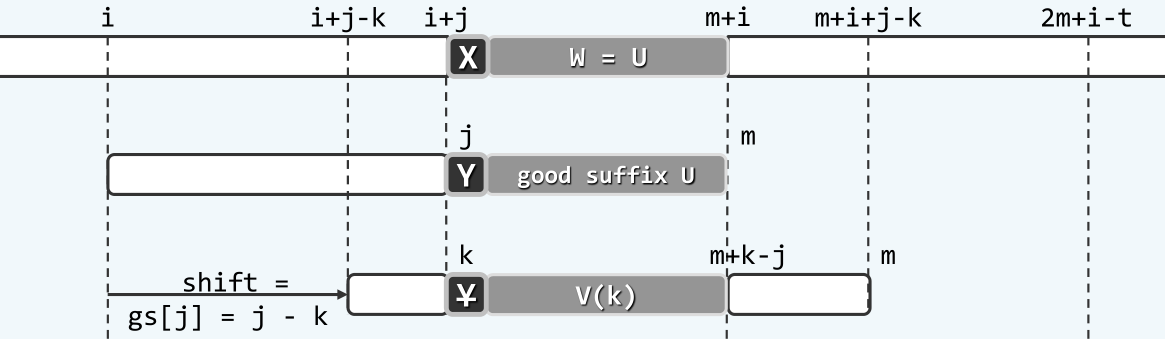 i i+j-k i+j m+i m+i+j-k 2m+i-t
X W = U
j m
Y good suffix U
k m+k-j m
shift =
Ұ V(k)
gs[j] = j - k